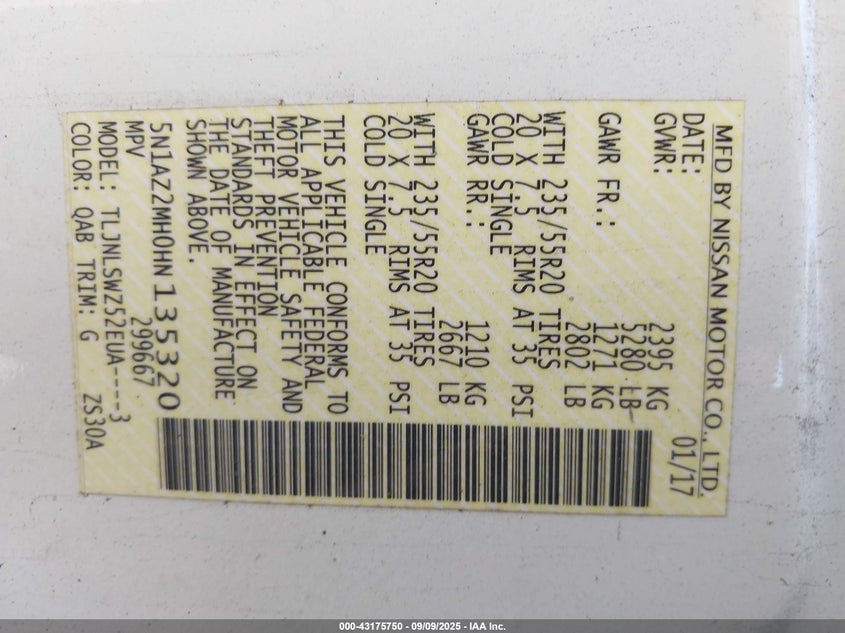 MFD BY NISSAN MOTOR CO., LTD.
DATE: 01/17
GVWR: 2395 KG
5280 LB
GAWR FR.: 1271 KG
2802 LB
WITH 235/55R20 TIRES
20 X 7.5 RIMS AT 35 PSI
COLD SINGLE
GAWR RR.: 1210 KG
2667 LB
WITH 235/55R20 TIRES
20 X 7.5 RIMS AT 35 PSI
COLD SINGLE
THIS VEHICLE CONFORMS TO
ALL APPLICABLE FEDERAL
MOTOR VEHICLE SAFETY AND
THEFT PREVENTION
STANDARDS IN EFFECT ON
THE DATE OF MANUFACTURE
SHOWN ABOVE.
5N1AZ2MH0HN135320
MPV 299667
MODEL: TLJNLSWZ52EUA----3
COLOR: QAB TRIM: G ZS30A
000-43175750 - 09/09/2025 - IAA Inc.